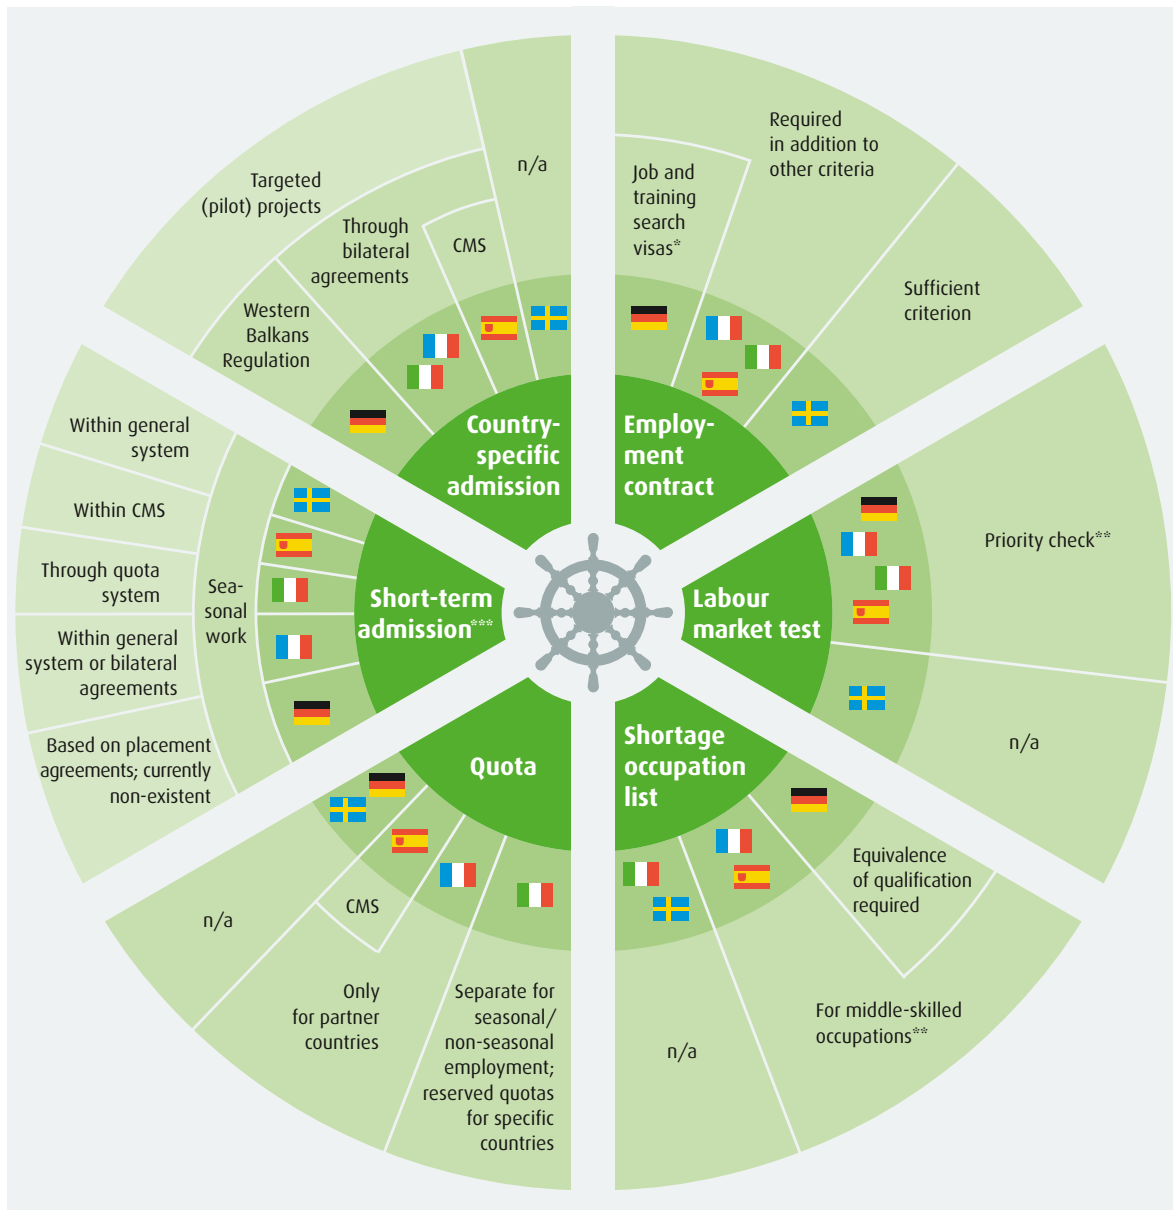 Country-
specific
admission
Targeted
(pilot) projects
Through
bilateral
agreements
Western
Balkans
Regulation
CMS
n/a
Employ-
ment
contract
Job and
training
search
visas*
Required
in addition to
other criteria
Sufficient
criterion
Labour
market test
Priority check**
n/a
Shortage
occupation
list
Equivalence
of qualification
required
For middle-skilled
occupations**
n/a
Quota
Separate for
seasonal/
non-seasonal
employment;
reserved quotas
for specific
countries
Only
for partner
countries
CMS
n/a
Short-term
admission***
Sea-
sonal
work
Within general
system
Within CMS
Through quota
system
Within general
system or bilateral
agreements
Based on placement
agreements; currently
non-existent